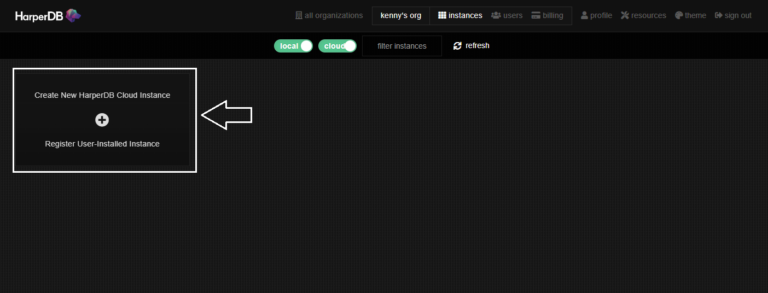 HarperDB
all organizations
kenny's org
instances
users
billing
profile
resources
theme
sign out
local
cloud
filter instances
refresh
Create New HarperDB Cloud Instance
Register User-Installed Instance